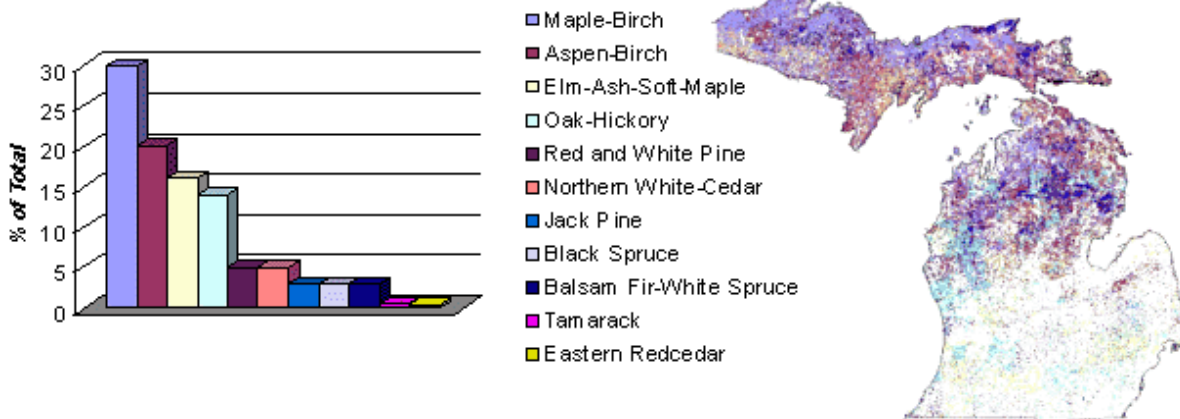 % of Total
30
25
20
15
10
5
0
Maple-Birch
Aspen-Birch
Elm-Ash-Soft-Maple
Oak-Hickory
Red and White Pine
Northern White-Cedar
Jack Pine
Black Spruce
Balsam Fir-White Spruce
Tamarack
Eastern Redcedar